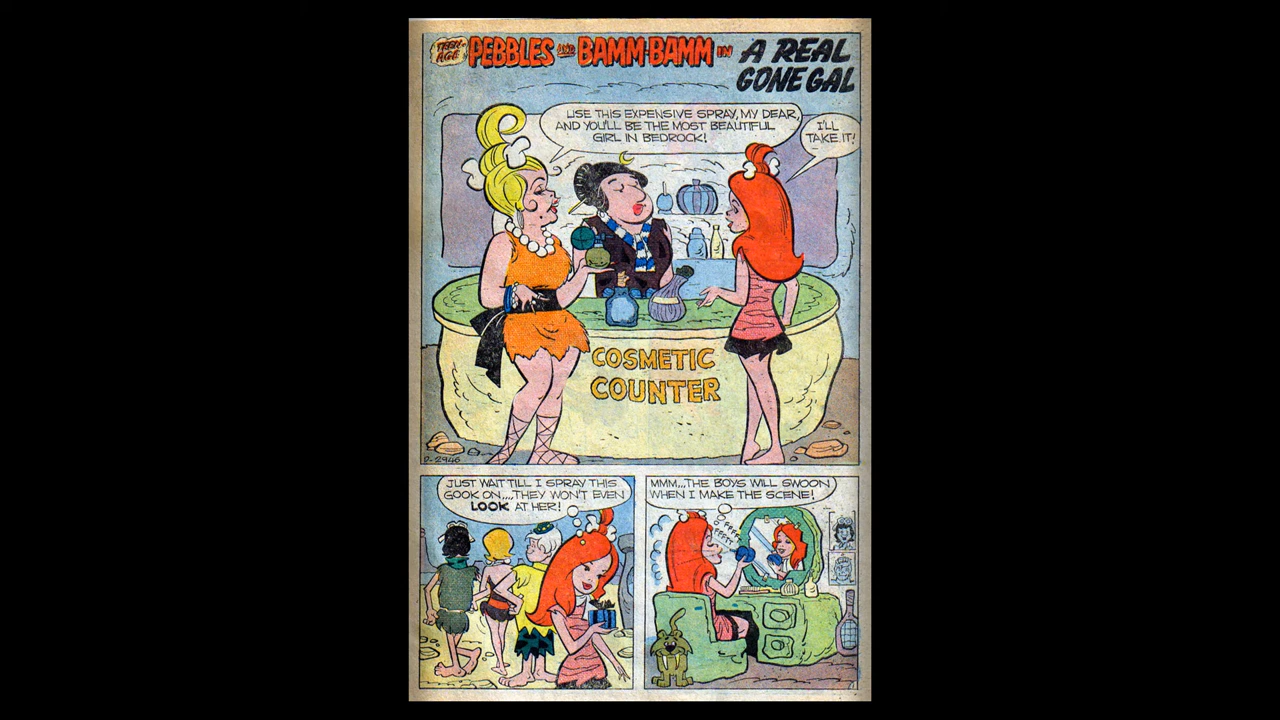 TEEN-AGE PEBBLES AND BAMM-BAMM IN A REAL
GONE GAL
USE THIS EXPENSIVE SPRAY, MY DEAR,
AND YOU'LL BE THE MOST BEAUTIFUL
GIRL IN BEDROCK!
I'LL
TAKE IT!
COSMETIC
COUNTER
JUST WAIT TILL I SPRAY THIS
GOOK ON,,,,THEY WON'T EVEN
LOOK AT HER!
MMM,,,THE BOYS WILL SWOON
WHEN I MAKE THE SCENE!